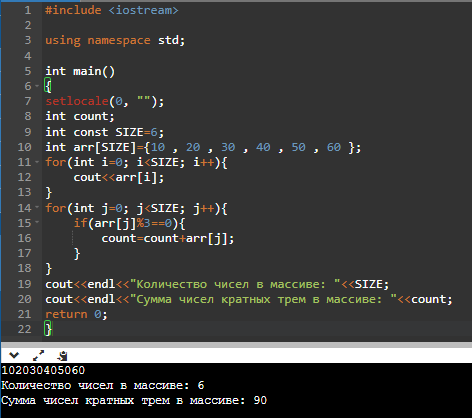 1 #include <iostream>
2
3 using namespace std;
4
5 int main()
6 {
7 setlocale(0, "");
8 int count;
9 int const SIZE=6;
10 int arr[SIZE]={10 , 20 , 30 , 40 , 50 , 60 };
11 for(int i=0; i<SIZE; i++){
12 cout<<arr[i];
13 }
14 for(int j=0; j<SIZE; j++){
15 if(arr[j]%3==0){
16 count=count+arr[j];
17 }
18 }
19 cout<<endl<<"Количество чисел в массиве: "<<SIZE;
20 cout<<endl<<"Сумма чисел кратных трем в массиве: "<<count;
21 return 0;
22 }
102030405060
Количество чисел в массиве: 6
Сумма чисел кратных трем в массиве: 90